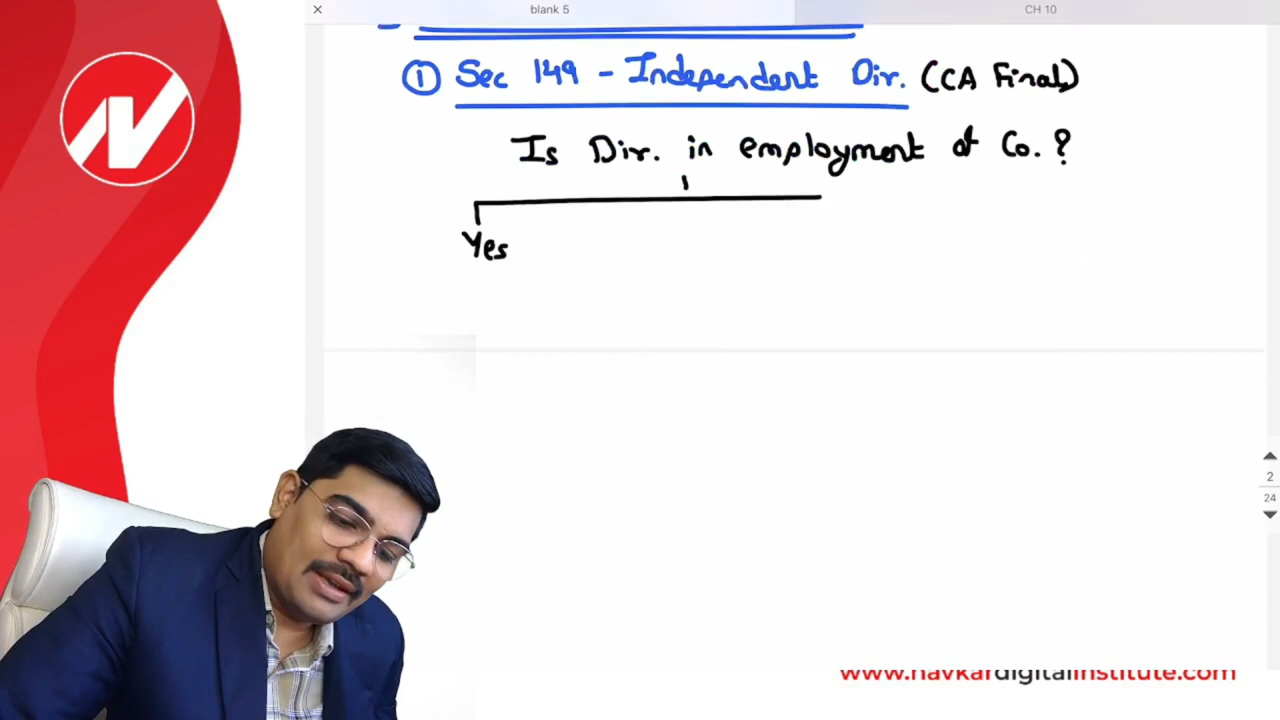 blank 5
CH 10
① Sec 149 - Independent Dir. (CA Final)
Is Dir. in employment of Co. ?
Yes
2
24
www.navkardigitalinstitute.com